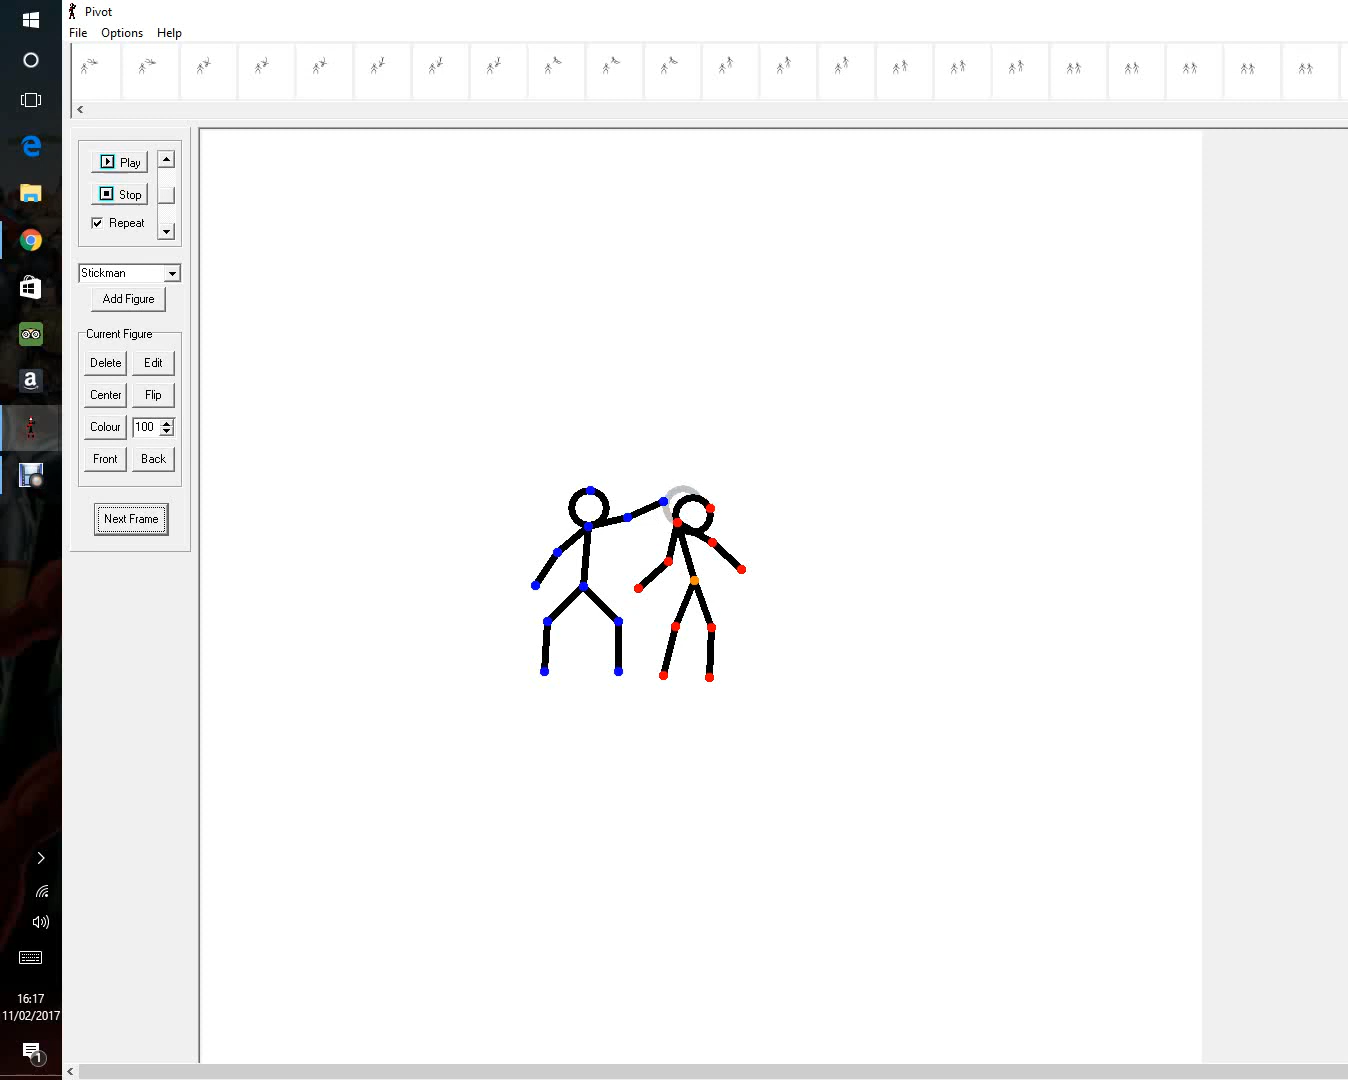 Pivot
File Options Help
Play
Stop
Repeat
Stickman
Add Figure
Current Figure
Delete Edit
Center Flip
Colour 100
Front Back
Next Frame
16:17
11/02/2017
1